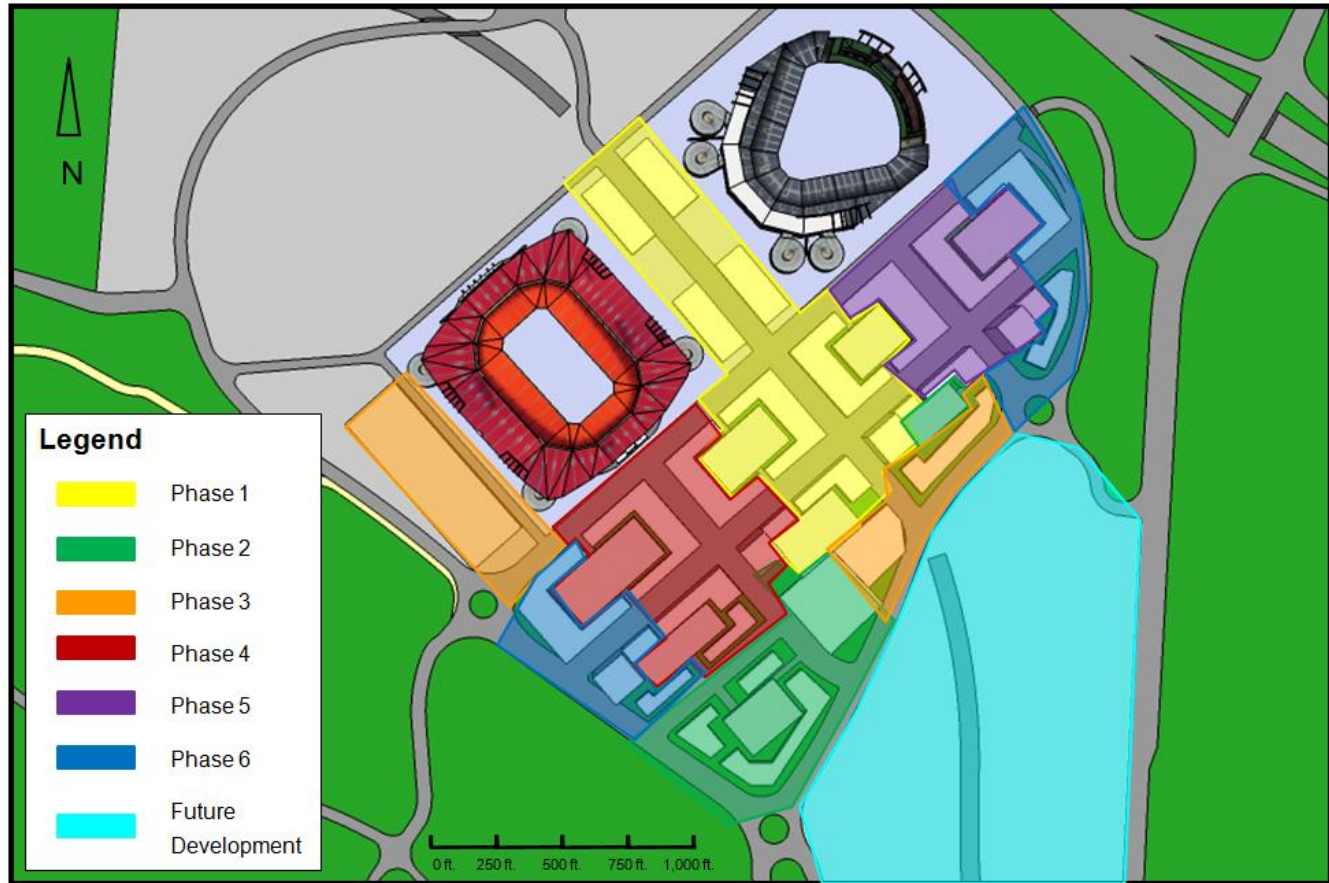 N
Legend
Phase 1
Phase 2
Phase 3
Phase 4
Phase 5
Phase 6
Future
Development
0 ft. 250 ft. 500 ft. 750 ft. 1,000 ft.